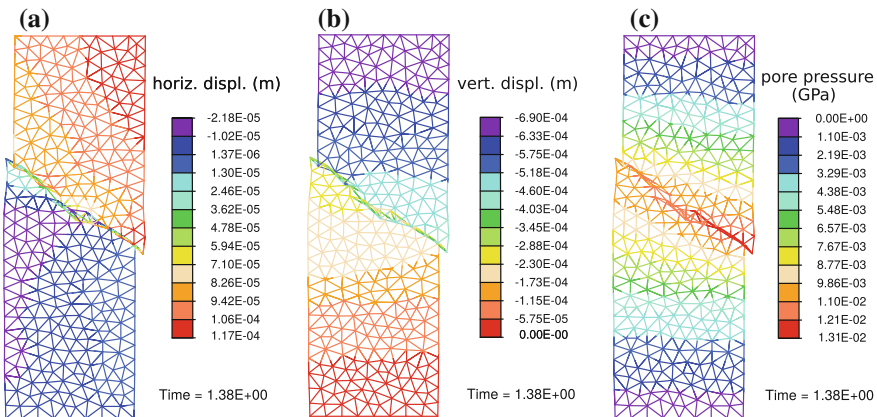 (a)
horiz. displ. (m)
-2.18E-05
-1.02E-05
1.37E-06
1.30E-05
2.46E-05
3.62E-05
4.78E-05
5.94E-05
7.10E-05
8.26E-05
9.42E-05
1.06E-04
1.17E-04
Time = 1.38E+00
(b)
vert. displ. (m)
-6.90E-04
-6.33E-04
-5.75E-04
-5.18E-04
-4.60E-04
-4.03E-04
-3.45E-04
-2.88E-04
-2.30E-04
-1.73E-04
-1.15E-04
-5.75E-05
0.00E-00
Time = 1.38E+00
(c)
pore pressure
(GPa)
0.00E+00
1.10E-03
2.19E-03
3.29E-03
4.38E-03
5.48E-03
6.57E-03
7.67E-03
8.77E-03
9.86E-03
1.10E-02
1.21E-02
1.31E-02
Time = 1.38E+00